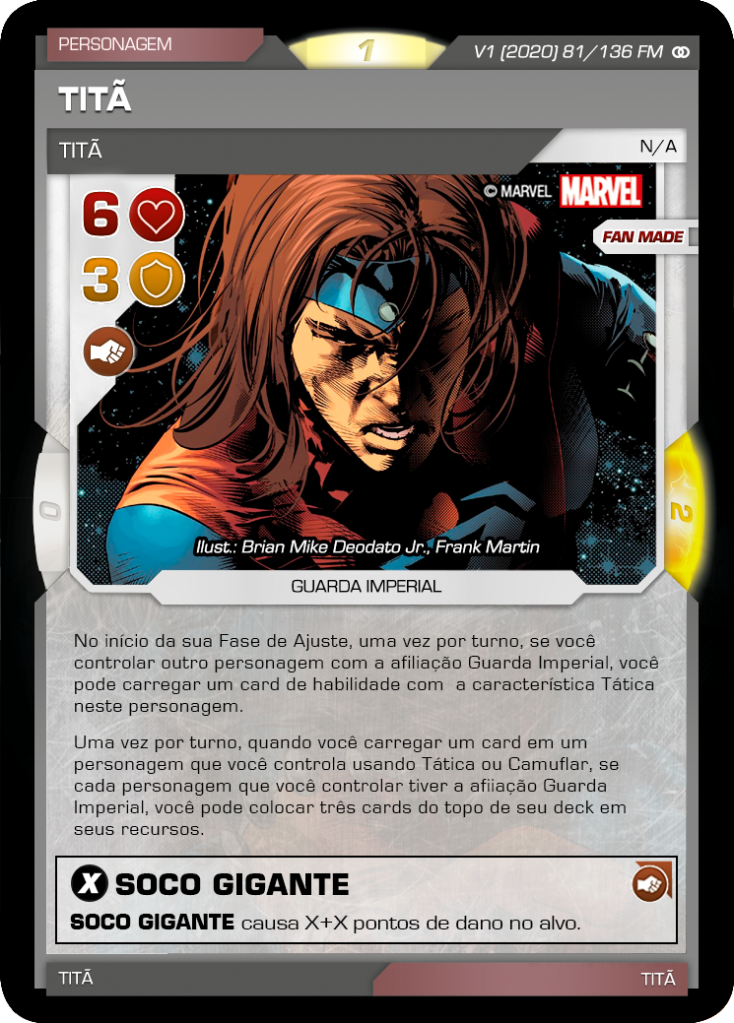 PERSONAGEM
1
V1 (2020) 81/136 FM
TITÃ
TITÃ
N/A
© MARVEL MARVEL
6
FAN MADE
3
0
2
Ilust.: Brian Mike Deodato Jr., Frank Martin
GUARDA IMPERIAL
No início da sua Fase de Ajuste, uma vez por turno, se você
controlar outro personagem com a afiliação Guarda Imperial, você
pode carregar um card de habilidade com a característica Tática
neste personagem.
Uma vez por turno, quando você carregar um card em um
personagem que você controla usando Tática ou Camuflar, se
cada personagem que você controlar tiver a afiiação Guarda
Imperial, você pode colocar três cards do topo de seu deck em
seus recursos.
X SOCO GIGANTE
SOCO GIGANTE causa X+X pontos de dano no alvo.
TITÃ
TITÃ